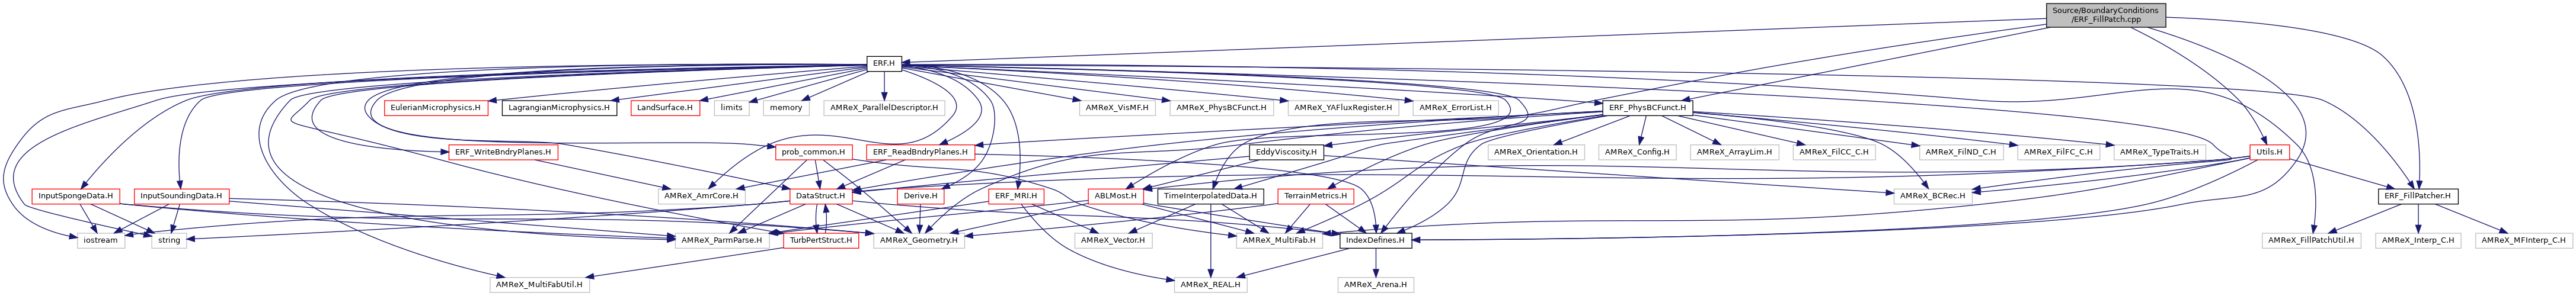 Source/BoundaryConditions
/ERF_FillPatch.cpp
ERF.H
EulerianMicrophysics.H
LagrangianMicrophysics.H
LandSurface.H
limits
memory
AMReX_ParallelDescriptor.H
AMReX_VisMF.H
AMReX_PhysBCFunct.H
AMReX_YAFluxRegister.H
AMReX_ErrorList.H
ERF_PhysBCFunct.H
ERF_WriteBndryPlanes.H
prob_common.H
ERF_ReadBndryPlanes.H
EddyViscosity.H
AMReX_Orientation.H
AMReX_Config.H
AMReX_ArrayLim.H
AMReX_FilCC_C.H
AMReX_FilND_C.H
AMReX_FilFC_C.H
AMReX_TypeTraits.H
Utils.H
InputSpongeData.H
InputSoundingData.H
AMReX_AmrCore.H
DataStruct.H
Derive.H
ERF_MRI.H
ABLMost.H
TimeInterpolatedData.H
TerrainMetrics.H
AMReX_BCRec.H
ERF_FillPatcher.H
iostream
string
AMReX_ParmParse.H
TurbPertStruct.H
AMReX_Geometry.H
AMReX_Vector.H
AMReX_MultiFab.H
IndexDefines.H
AMReX_FillPatchUtil.H
AMReX_Interp_C.H
AMReX_MFInterp_C.H
AMReX_MultiFabUtil.H
AMReX_REAL.H
AMReX_Arena.H